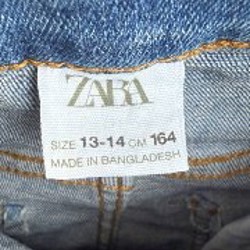 ZARA
SIZE 13-14 CM 164
MADE IN BANGLADESH